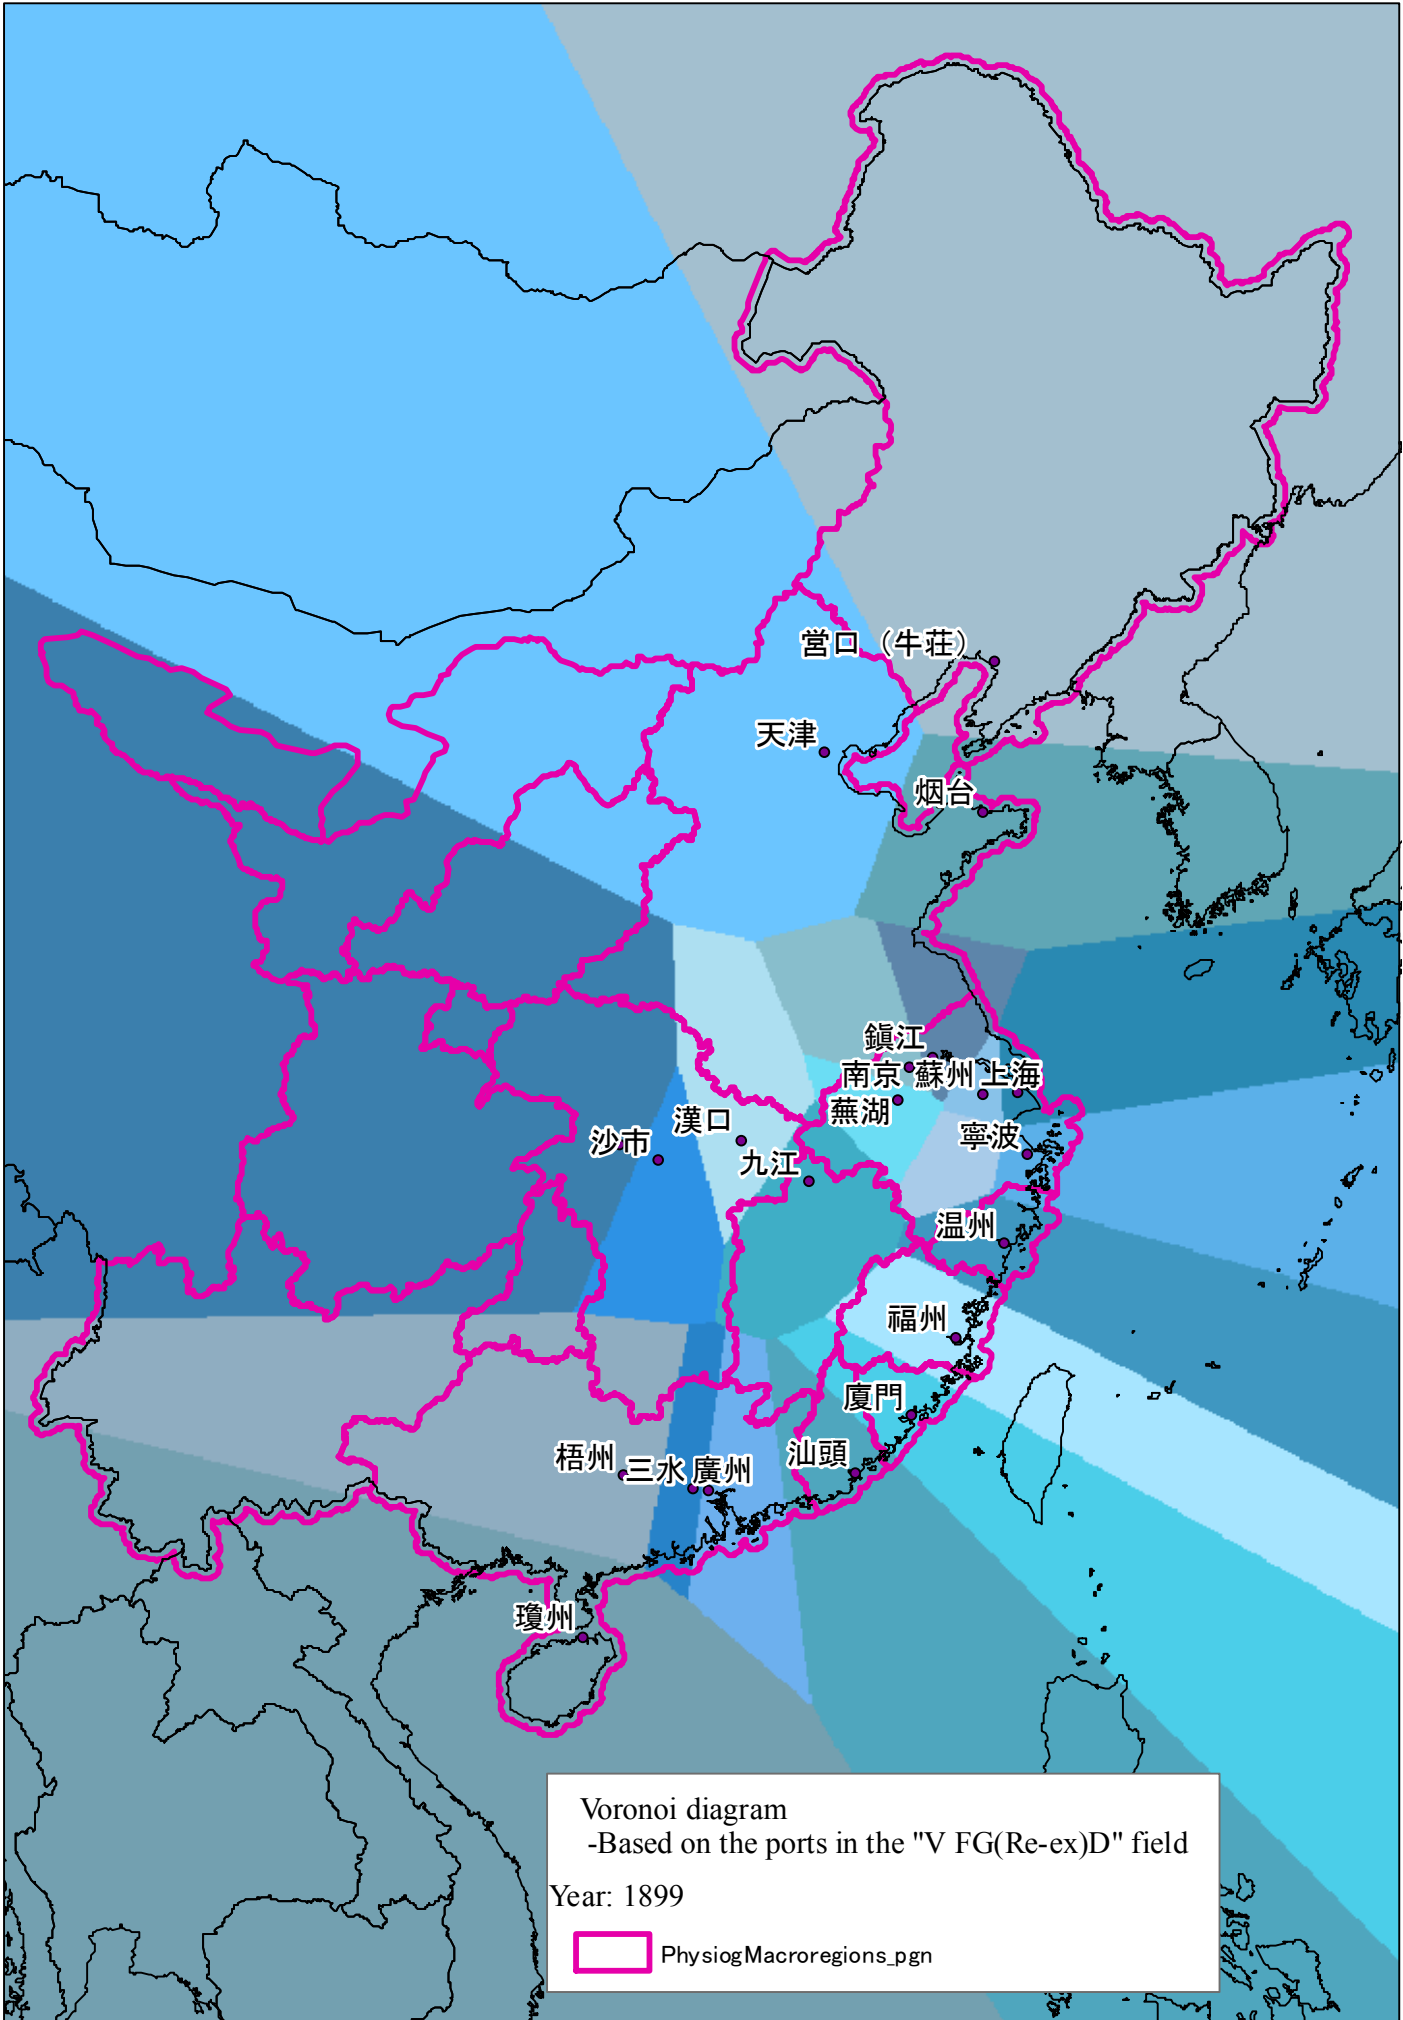 営口（牛荘）
天津
烟台
鎮江
南京
蘇州
上海
蕪湖
漢口
沙市
寧波
九江
温州
福州
廈門
汕頭
梧州
三水
廣州
瓊州
Voronoi diagram
-Based on the ports in the "V FG(Re-ex)D" field
Year: 1899
PhysiogMacroregions_pgn